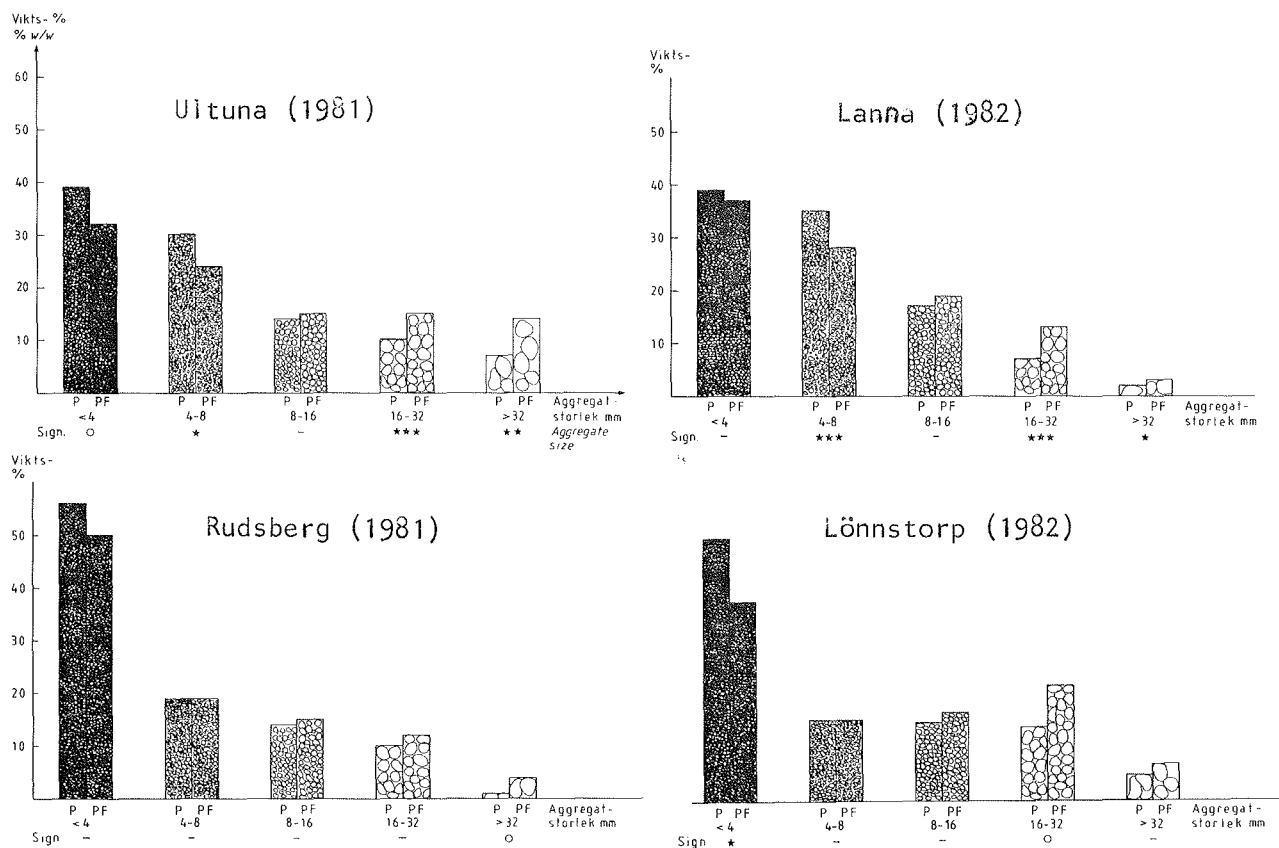 Vikts- %
% w/w
Ultuna (1981)
60
50
40
30
20
10
P PF P PF P PF P PF P PF Aggregat-
<4 4-8 8-16 16-32 >32 storlek mm
Sign. O ★ – ★★★ ★★ Aggregate
size
Vikts-
%
Lanna (1982)
50
40
30
20
10
P PF P PF P PF P PF P PF Aggregat-
<4 4-8 8-16 16-32 >32 storlek mm
Sign. – ★★★ – ★★★ ★
Vikts-
%
Rudsberg (1981)
50
40
30
20
10
P PF P PF P PF P PF P PF Aggregat-
<4 4-8 8-16 16-32 >32 storlek mm
Sign – – – – O
Lönnstorp (1982)
P PF P PF P PF P PF P PF Aggregat-
<4 4-8 8-16 16-32 >32 storlek mm
Sign ★ – – O –